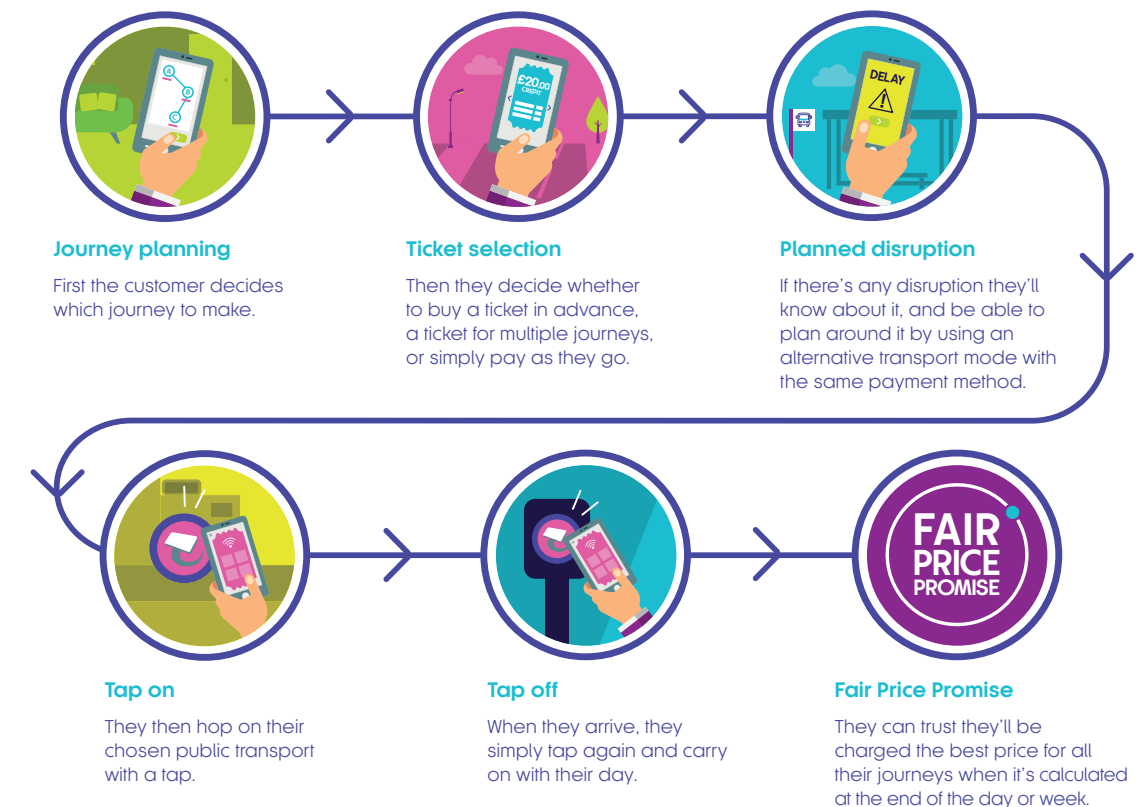 A
B
C
£20.00
CREDIT
DELAY
Journey planning
First the customer decides
which journey to make.
Ticket selection
Then they decide whether
to buy a ticket in advance,
a ticket for multiple journeys,
or simply pay as they go.
Planned disruption
If there's any disruption they'll
know about it, and be able to
plan around it by using an
alternative transport mode with
the same payment method.
FAIR
PRICE
PROMISE
Tap on
They then hop on their
chosen public transport
with a tap.
Tap off
When they arrive, they
simply tap again and carry
on with their day.
Fair Price Promise
They can trust they'll be
charged the best price for all
their journeys when it's calculated
at the end of the day or week.